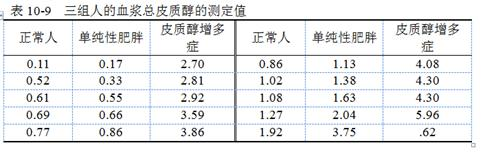 表 10-9 三组人的血浆总皮质醇的测定值
正常人 单纯性肥胖 皮质醇增多症 正常人 单纯性肥胖 皮质醇增多症
0.11 0.17 2.70 0.86 1.13 4.08
0.52 0.33 2.81 1.02 1.38 4.30
0.61 0.55 2.92 1.08 1.63 4.30
0.69 0.66 3.59 1.27 2.04 5.96
0.77 0.86 3.86 1.92 3.75 .62